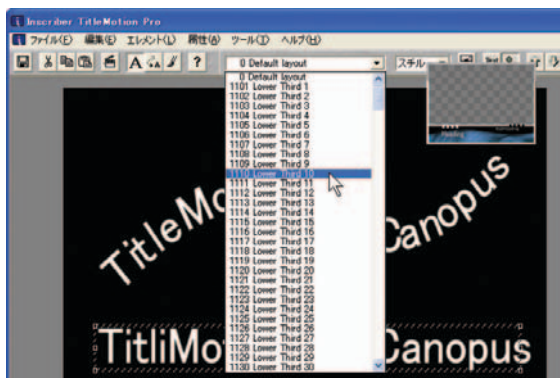 Inscriber TitleMotion Pro
ファイル(F) 編集(E) エレメント(L) 属性(A) ツール(T) ヘルプ(H)
0 Default layout
スチル
0 Default layout
1101 Lower Third 1
1102 Lower Third 2
1103 Lower Third 3
1104 Lower Third 4
1105 Lower Third 5
1106 Lower Third 6
1107 Lower Third 7
1108 Lower Third 8
1109 Lower Third 9
1110 Lower Third 10
1111 Lower Third 11
1112 Lower Third 12
1113 Lower Third 13
1114 Lower Third 14
1115 Lower Third 15
1116 Lower Third 16
1117 Lower Third 17
1118 Lower Third 18
1119 Lower Third 19
1120 Lower Third 20
1121 Lower Third 21
1122 Lower Third 22
1123 Lower Third 23
1124 Lower Third 24
1125 Lower Third 25
1126 Lower Third 26
1127 Lower Third 27
1128 Lower Third 28
1129 Lower Third 29
1130 Lower Third 30
Heading
TitleMo Canopus
TitliMot Canopus